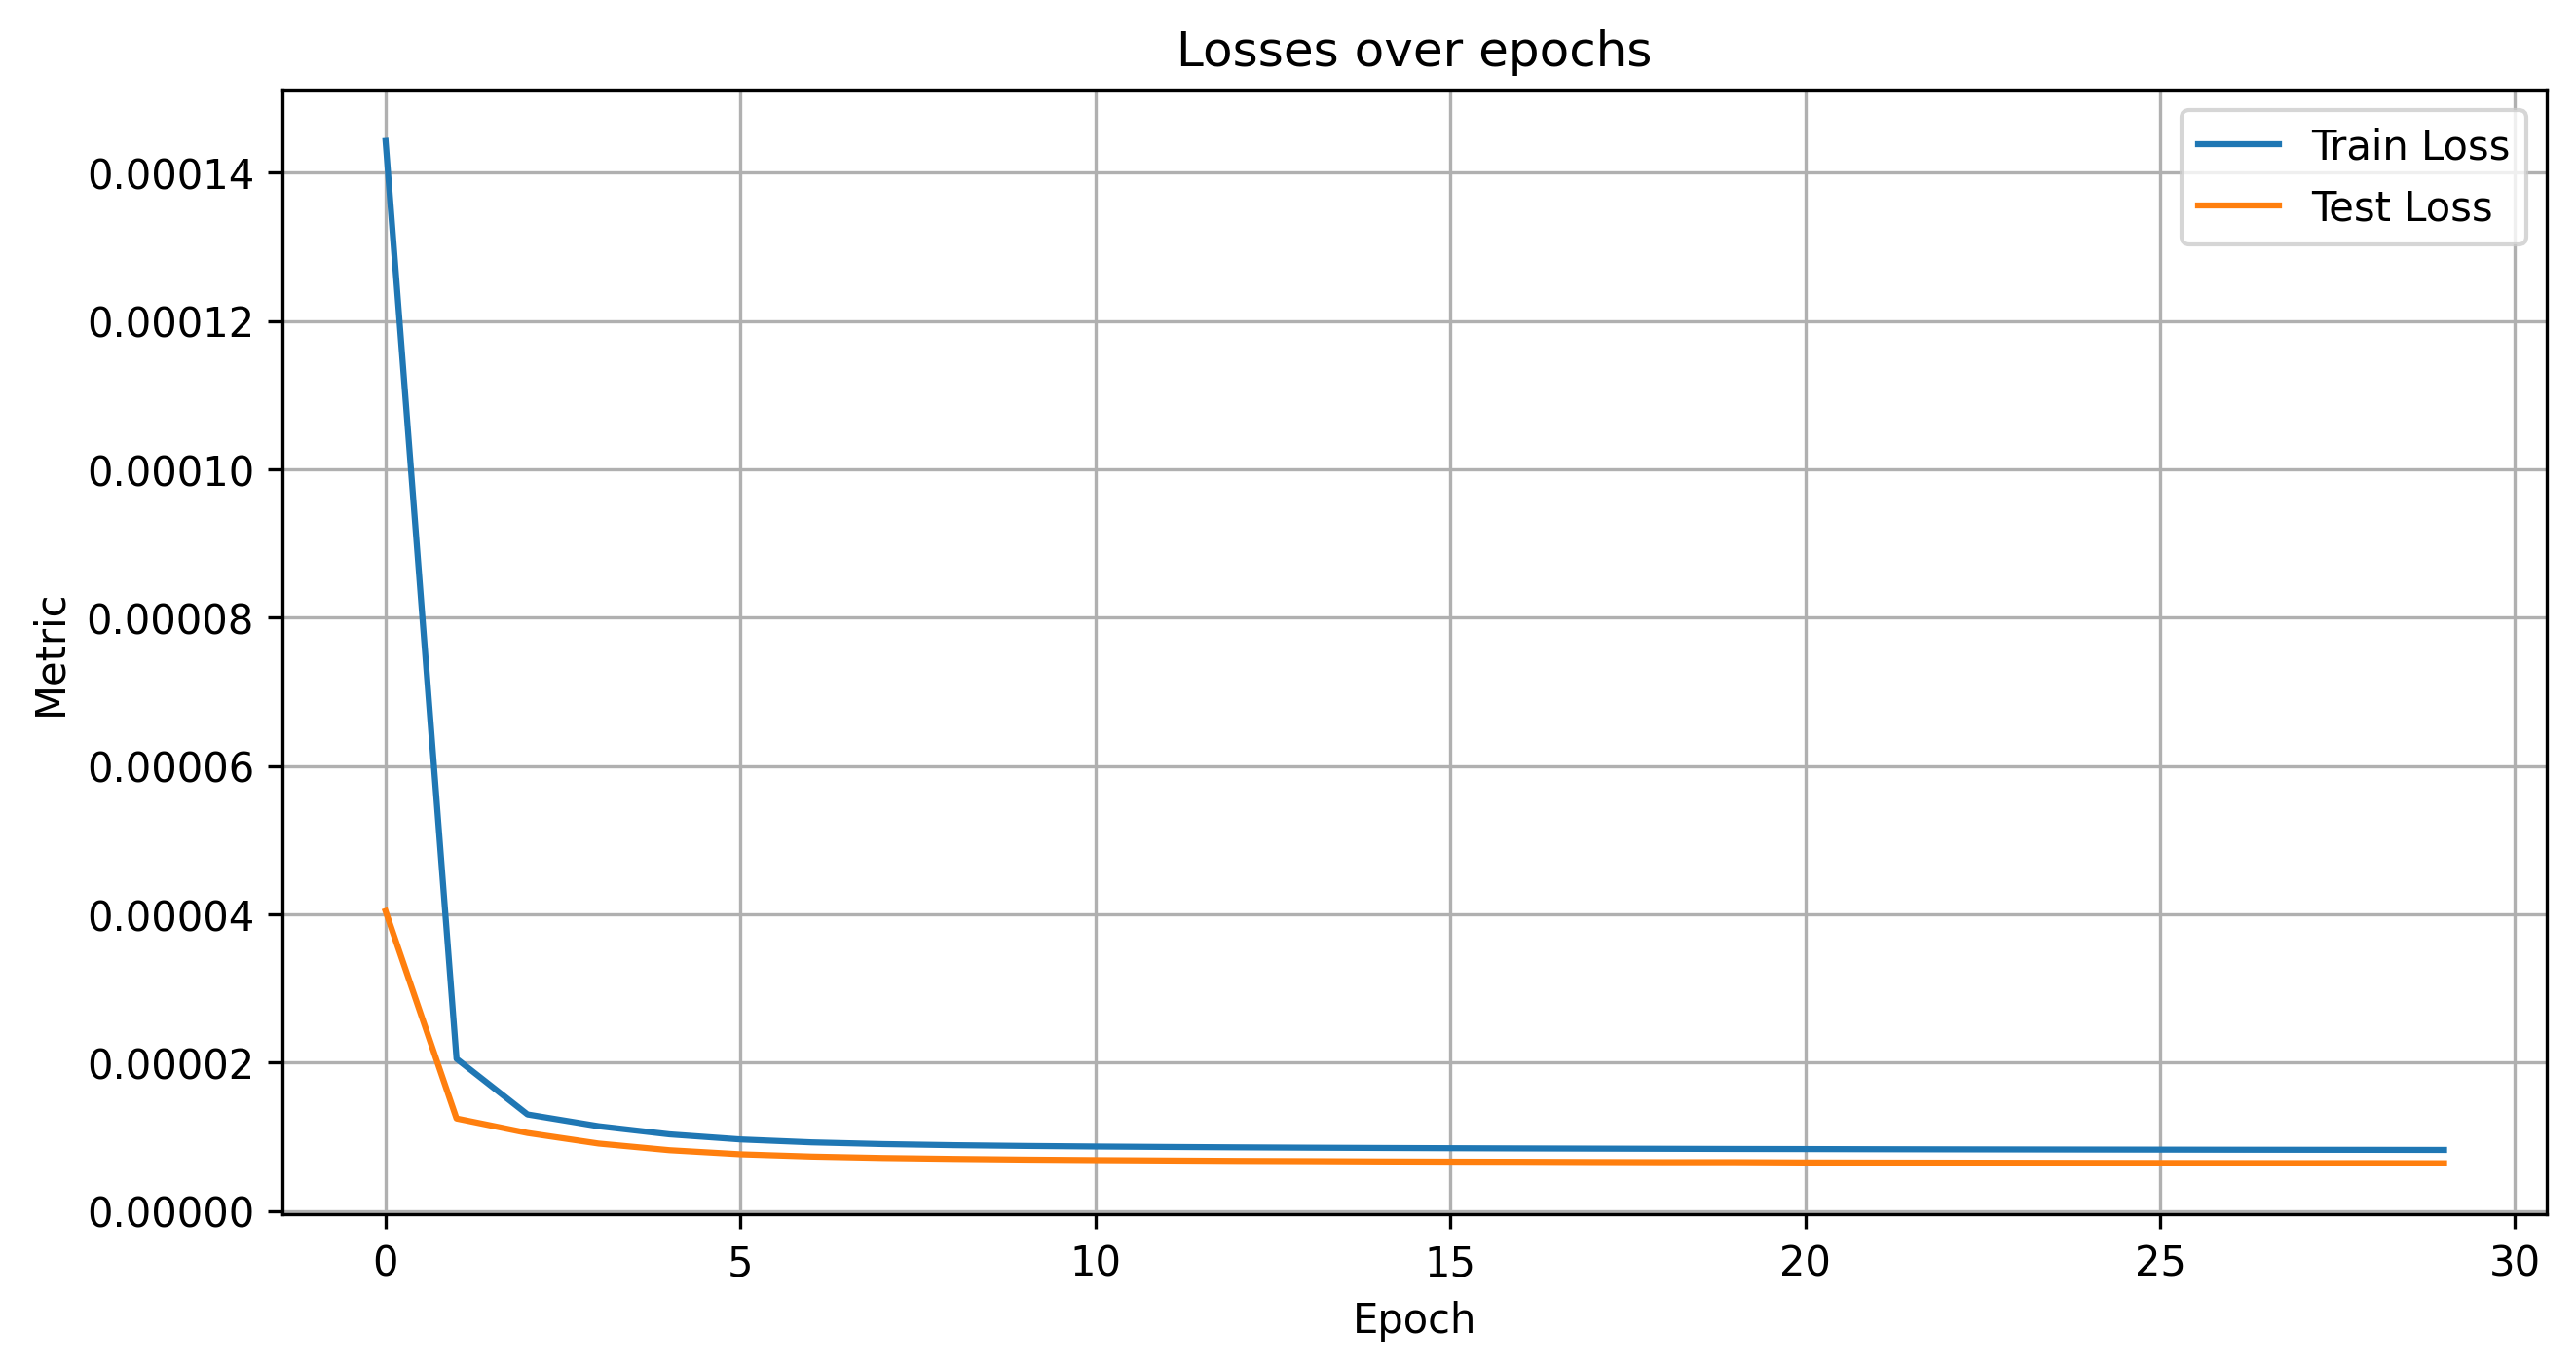 Losses over epochs
Train Loss
Test Loss
Metric
0.00014
0.00012
0.00010
0.00008
0.00006
0.00004
0.00002
0.00000
0 5 10 15 20 25 30
Epoch